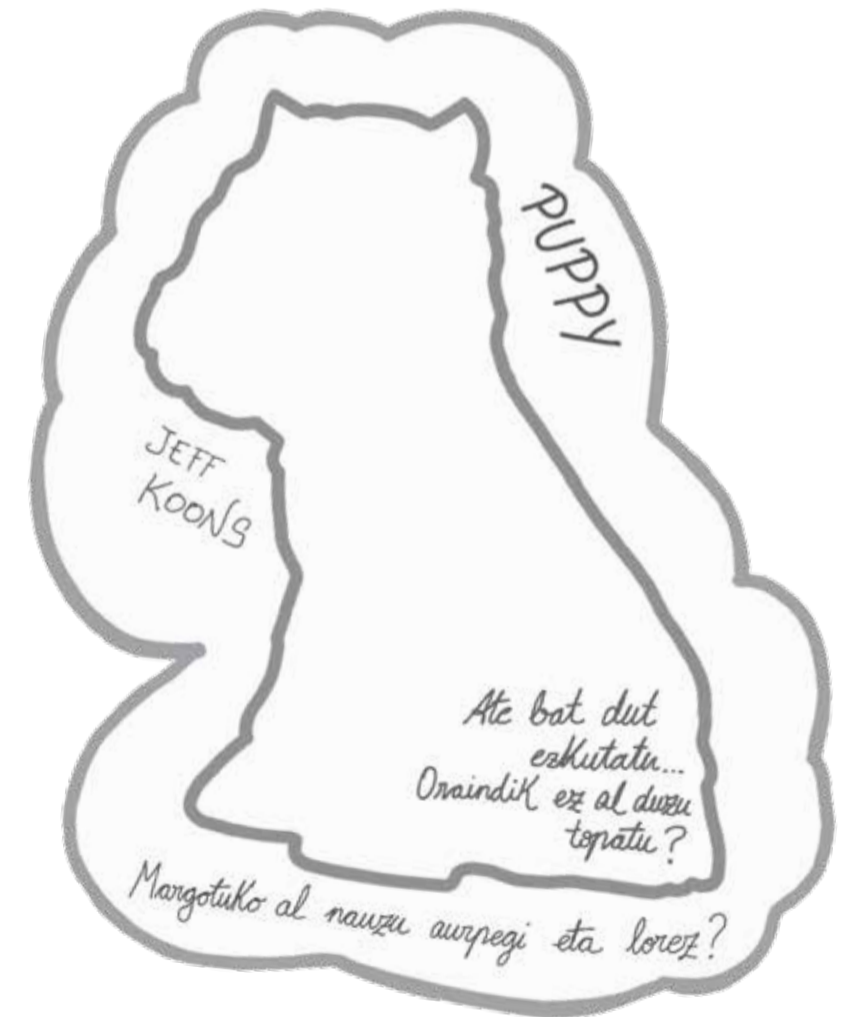 PUPPY
JEFF
KOONS
Ate bat dut
ezkutatu...
Oraindik ez al duzu
topatu?
Margotuko al nauzu aurpegi eta lorez?